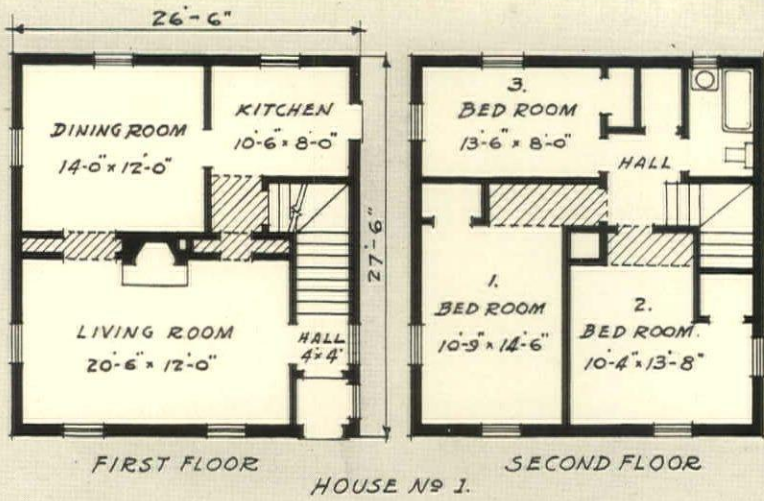 26'-6"
DINING ROOM
14'-0" x 12'-0"
KITCHEN
10'-6" x 8'-0"
27'-6"
LIVING ROOM
20'-6" x 12'-0"
HALL
4' x 4'
FIRST FLOOR
3.
BED ROOM
13'-6" x 8'-0"
HALL
1.
BED ROOM
10'-9" x 14'-6"
2.
BED ROOM.
10'-4" x 13'-8"
SECOND FLOOR
HOUSE Nº 1.